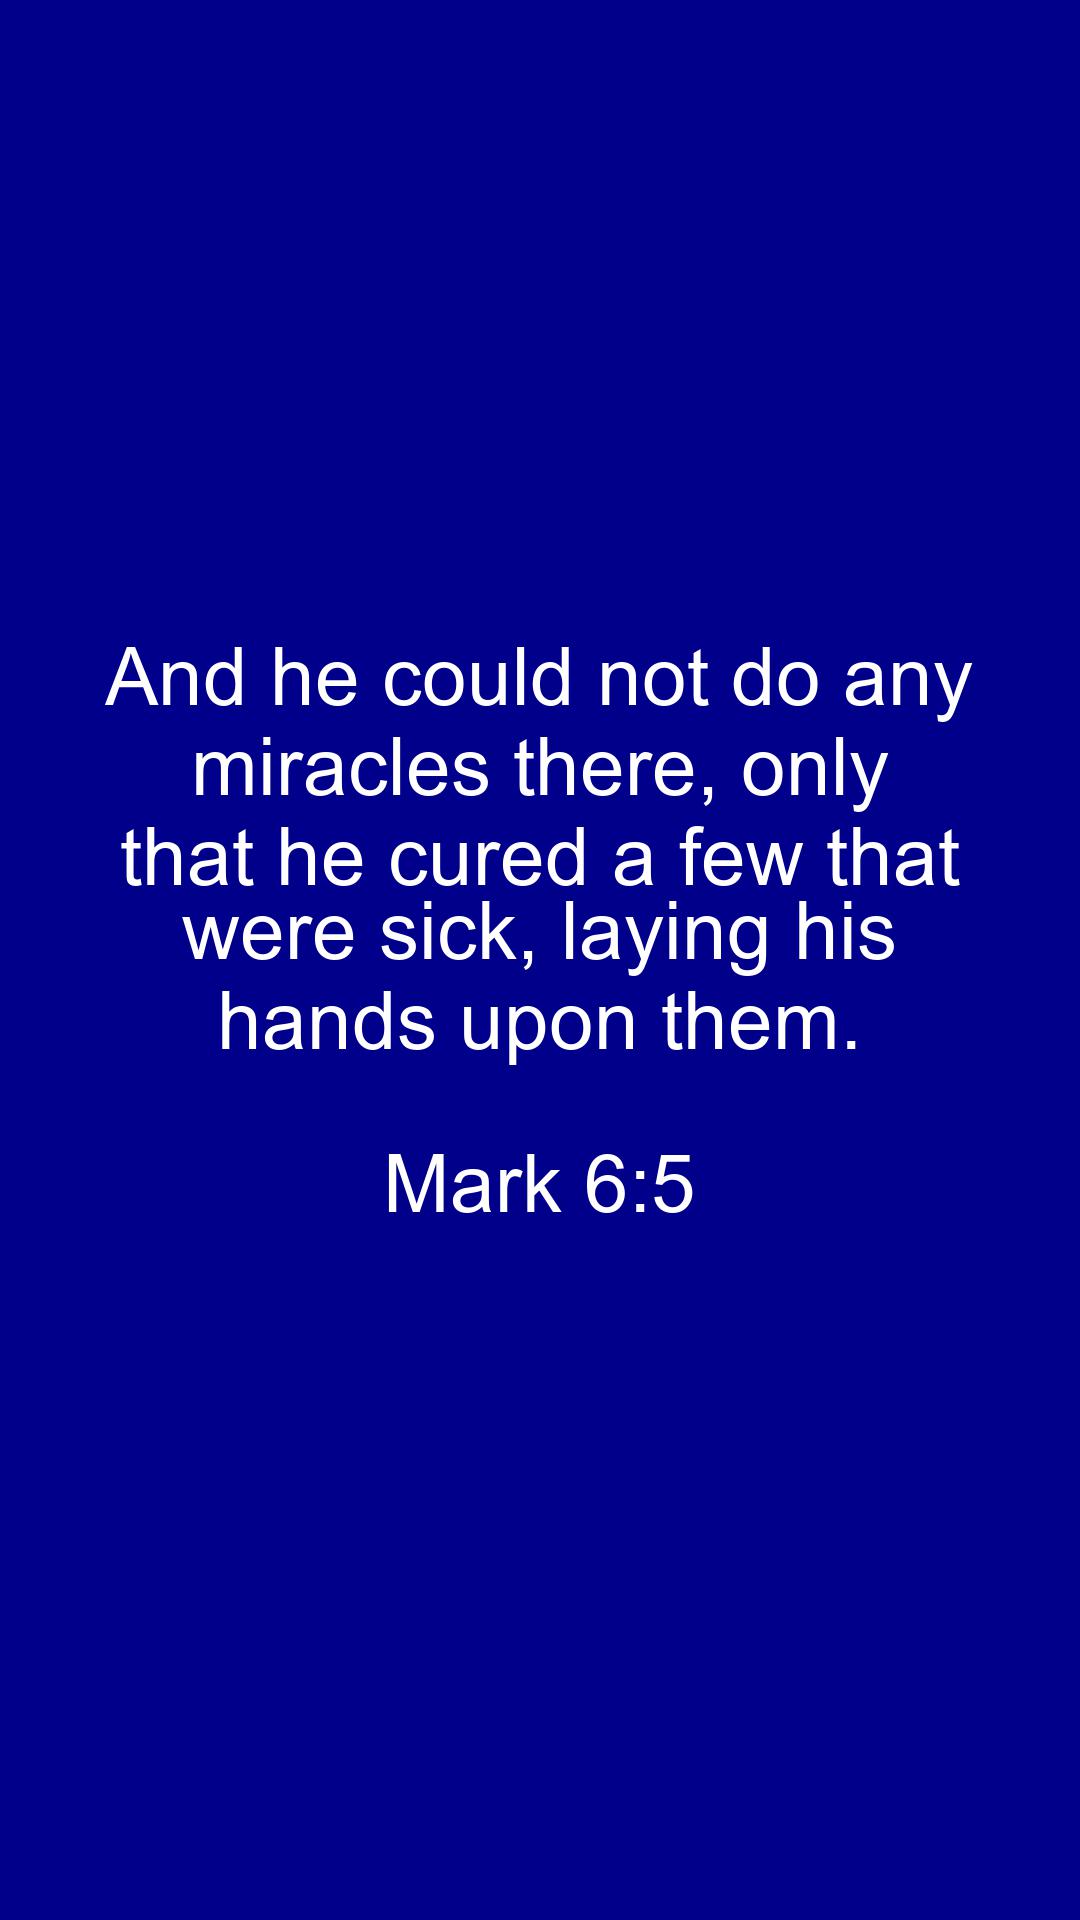 And he could not do any
miracles there, only
that he cured a few that
were sick, laying his
hands upon them.
Mark 6:5